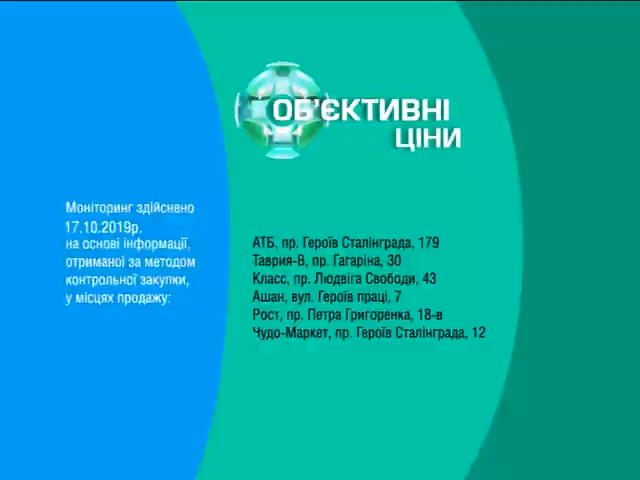 ОБ'ЄКТИВНІ
ЦІНИ
Моніторинг здійснено
17.10.2019р.
на основі інформації,
отриманої за методом
контрольної закупки,
у місцях продажу:
АТБ, пр. Героїв Сталінграда, 179
Таврия-В, пр. Гагаріна, 30
Класс, пр. Людвіга Свободи, 43
Ашан, вул. Героїв праці, 7
Рост, пр. Петра Григоренка, 18-в
Чудо-Маркет, пр. Героїв Сталінграда, 12